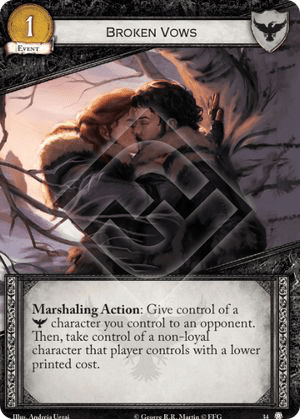 1
EVENT
BROKEN VOWS
Marshaling Action: Give control of a
character you control to an opponent.
Then, take control of a non-loyal
character that player controls with a lower
printed cost.
Illus. Andreia Ugrai
© George R.R. Martin © FFG
14